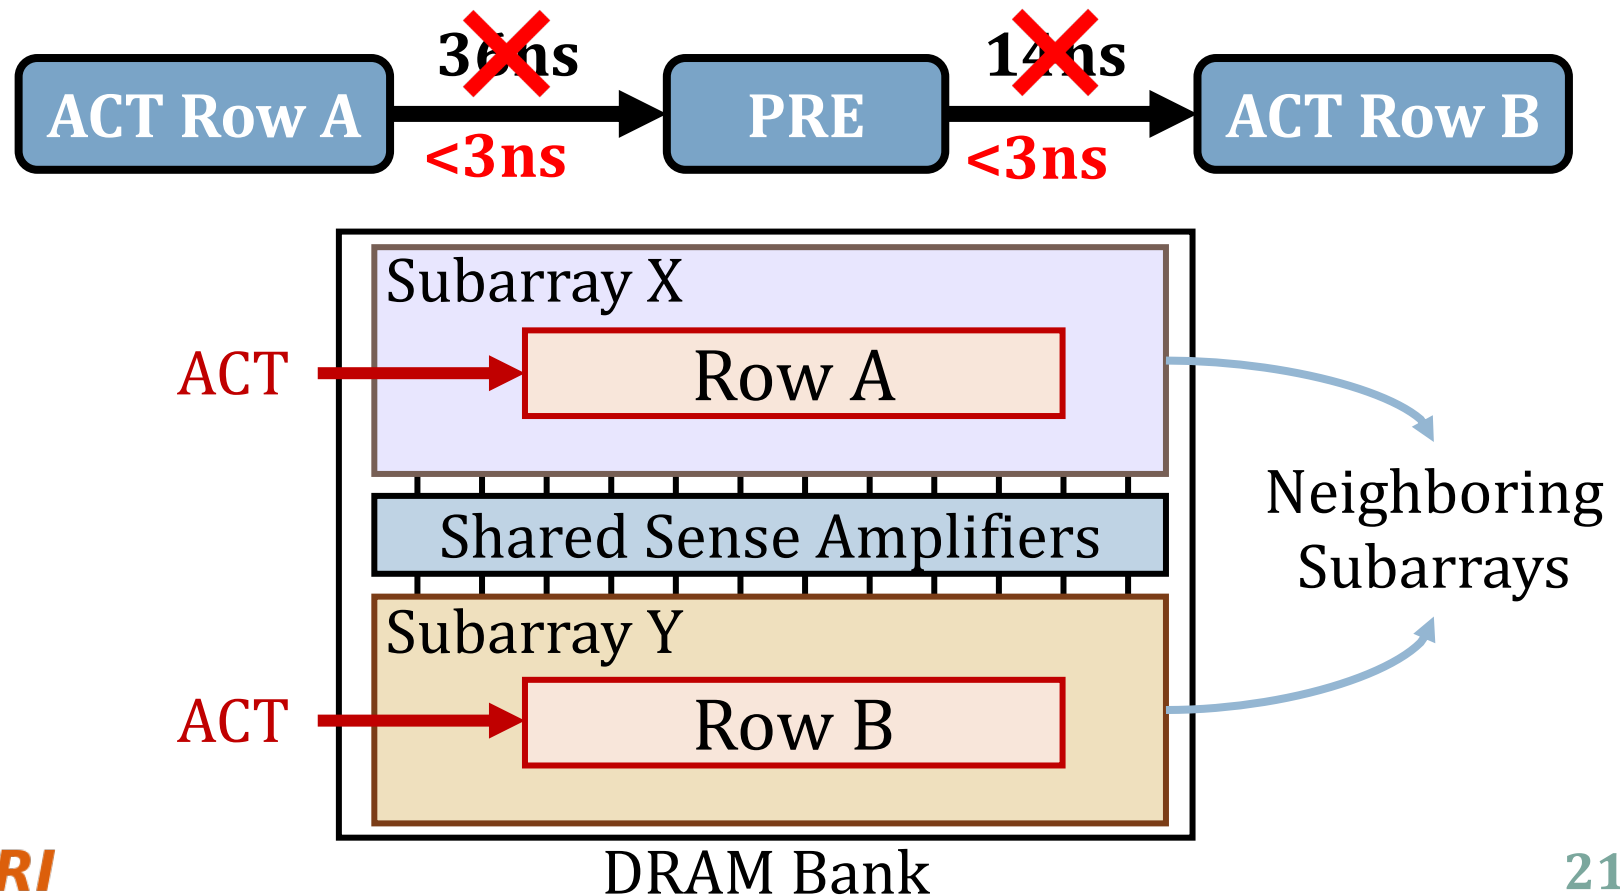 36ns
14ns
ACT Row A
PRE
ACT Row B
<3ns
<3ns
Subarray X
ACT
Row A
Neighboring
Subarrays
Shared Sense Amplifiers
Subarray Y
ACT
Row B
DRAM Bank
RI
21